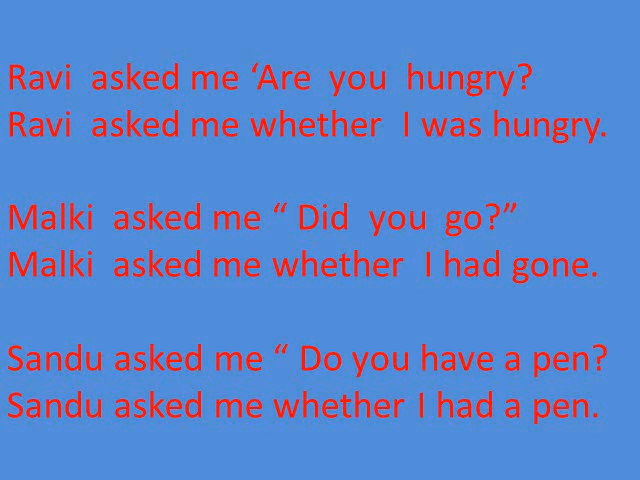 Ravi asked me ‘Are you hungry?
Ravi asked me whether I was hungry.
Malki asked me “ Did you go?”
Malki asked me whether I had gone.
Sandu asked me “ Do you have a pen?
Sandu asked me whether I had a pen.